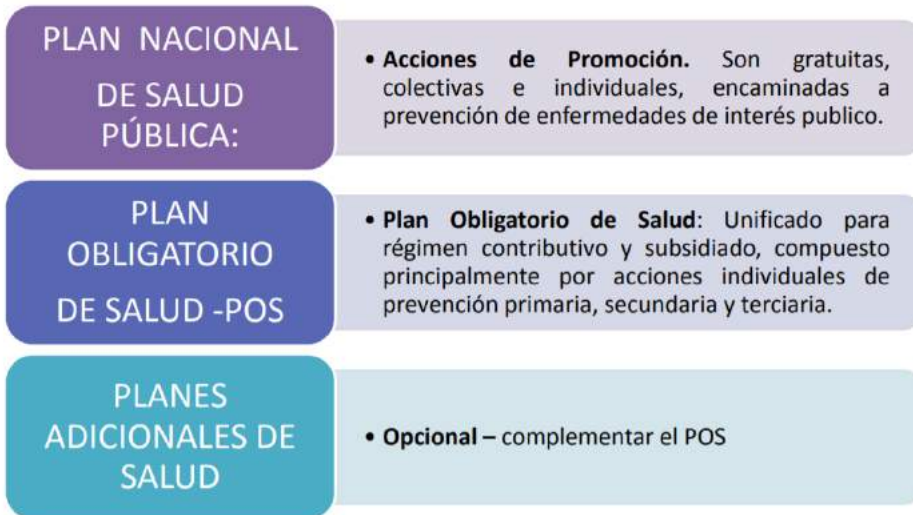 PLAN NACIONAL
DE SALUD
PÚBLICA:
• Acciones de Promoción. Son gratuitas,
colectivas e individuales, encaminadas a
prevención de enfermedades de interés publico.
PLAN
OBLIGATORIO
DE SALUD -POS
• Plan Obligatorio de Salud: Unificado para
régimen contributivo y subsidiado, compuesto
principalmente por acciones individuales de
prevención primaria, secundaria y terciaria.
PLANES
ADICIONALES DE
SALUD
• Opcional – complementar el POS